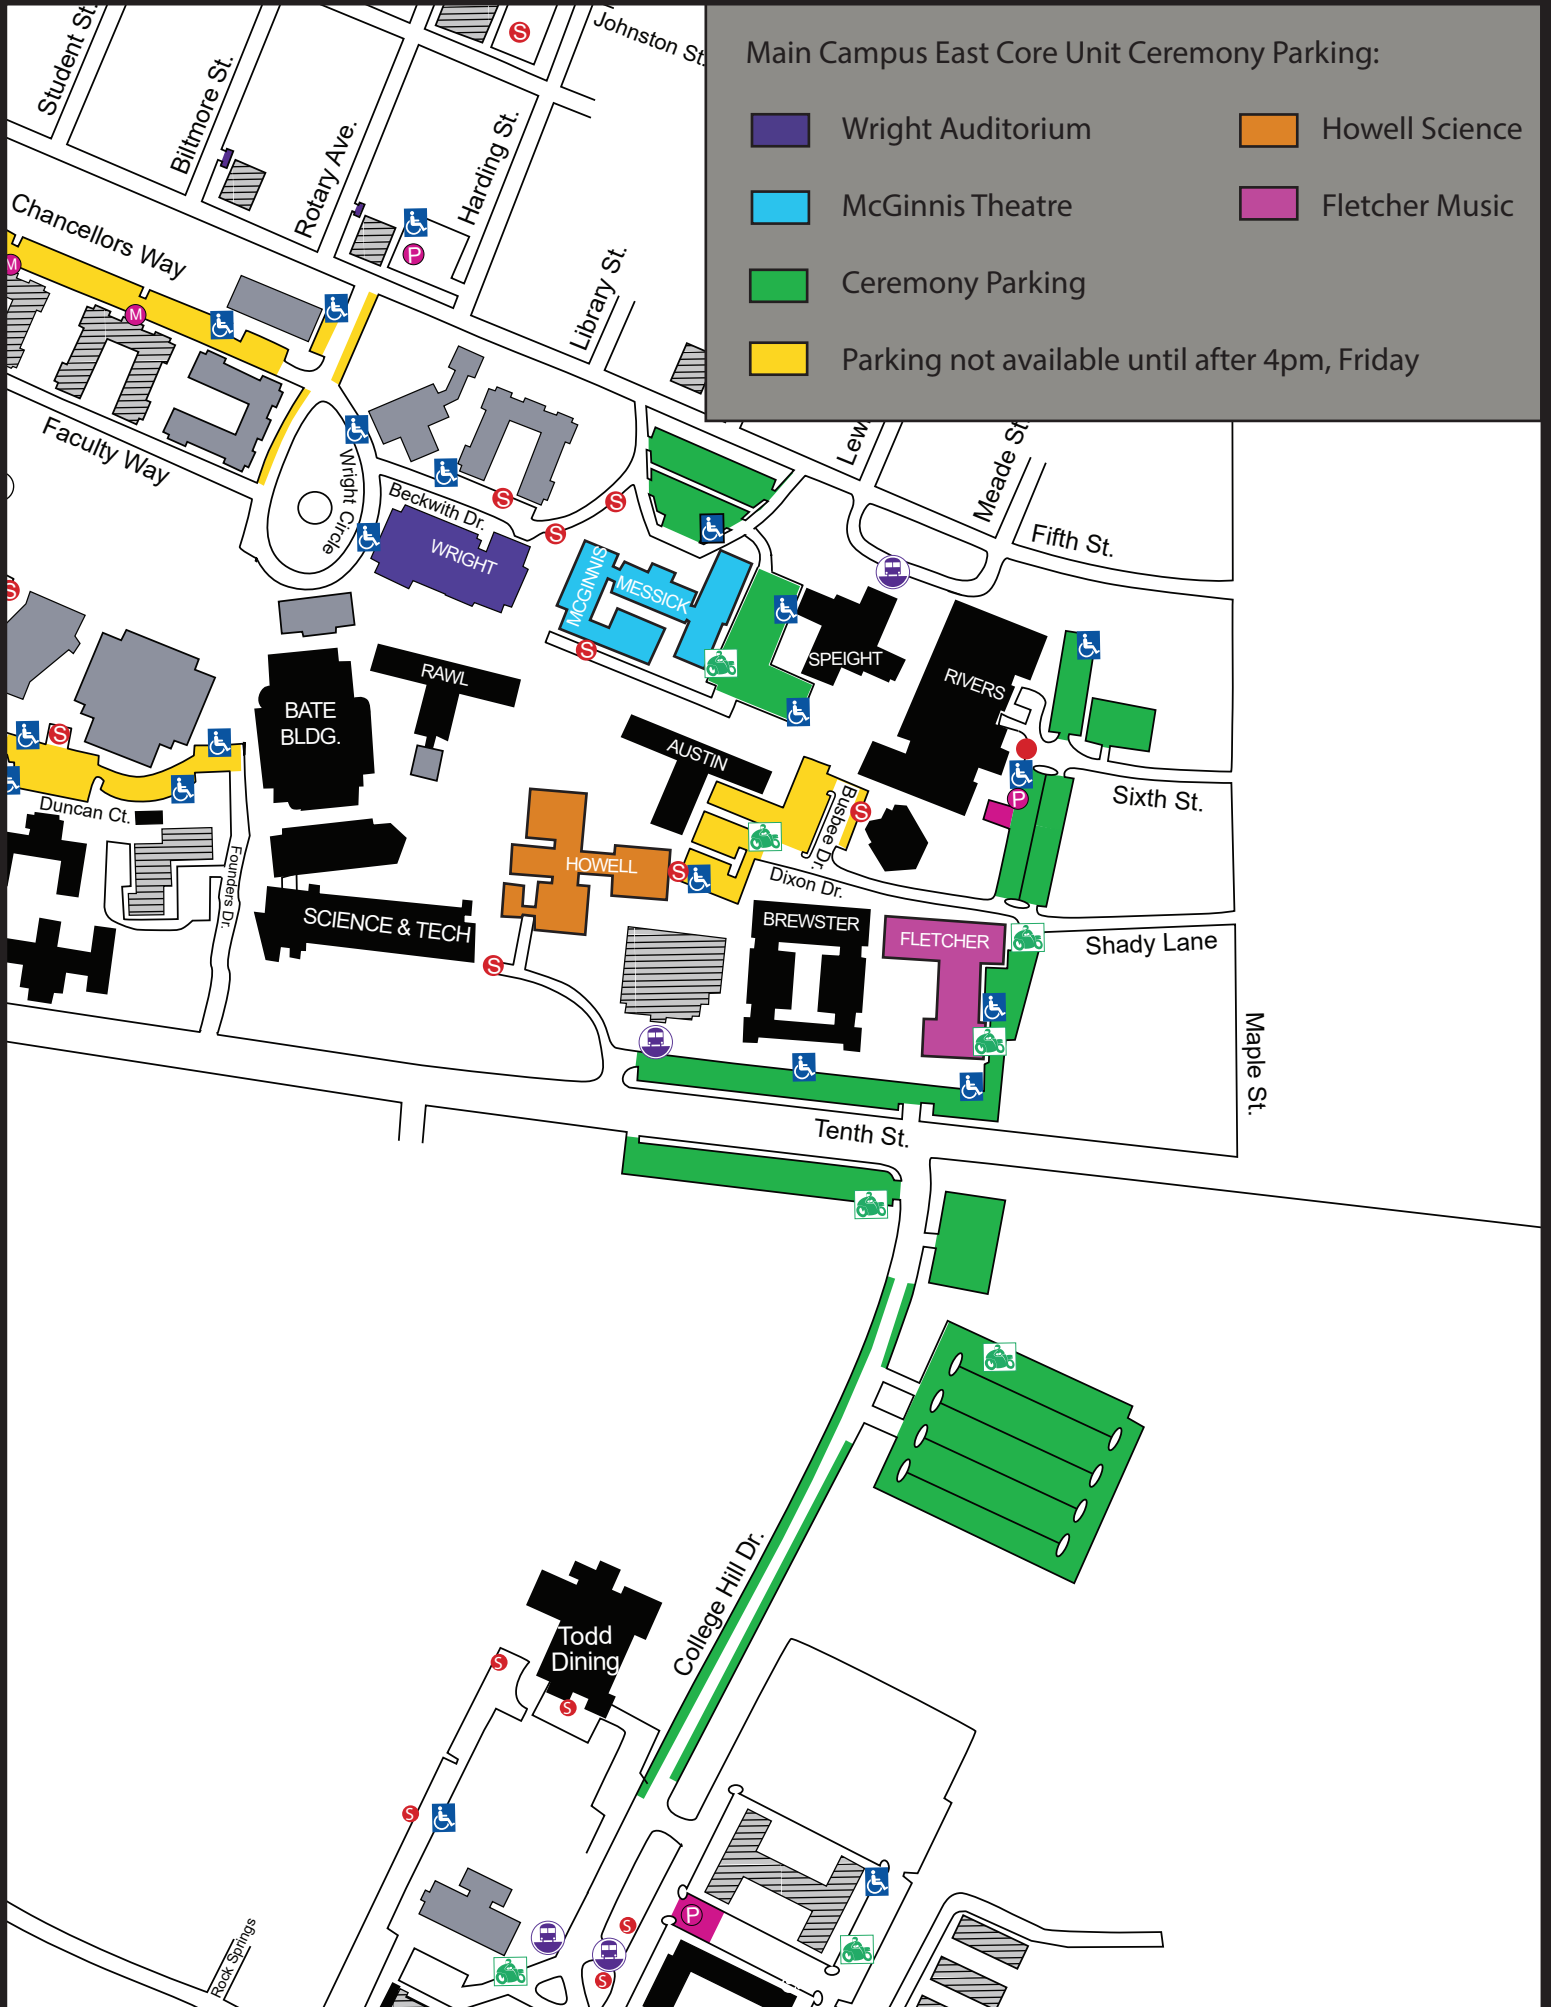 Main Campus East Core Unit Ceremony Parking:
Wright Auditorium
Howell Science
McGinnis Theatre
Fletcher Music
Ceremony Parking
Parking not available until after 4pm, Friday
Student St.
Johnston St.
S
Biltmore St.
Rotary Ave.
Harding St.
P
Chancellors Way
M
M
Library St.
Faculty Way
Wright Circle
Beckwith Dr.
S
S
S
Meade St.
Fifth St.
WRIGHT
MCGINNIS
MESSICK
S
S
SPEIGHT
RIVERS
RAWL
BATE
BLDG.
S
AUSTIN
Busbee Dr.
S
P
Sixth St.
Duncan Ct.
Founders Dr.
HOWELL
S
Dixon Dr.
SCIENCE & TECH
S
BREWSTER
FLETCHER
Shady Lane
Maple St.
Tenth St.
College Hill Dr.
Todd
Dining
S
S
S
P
S
S
Rock Springs